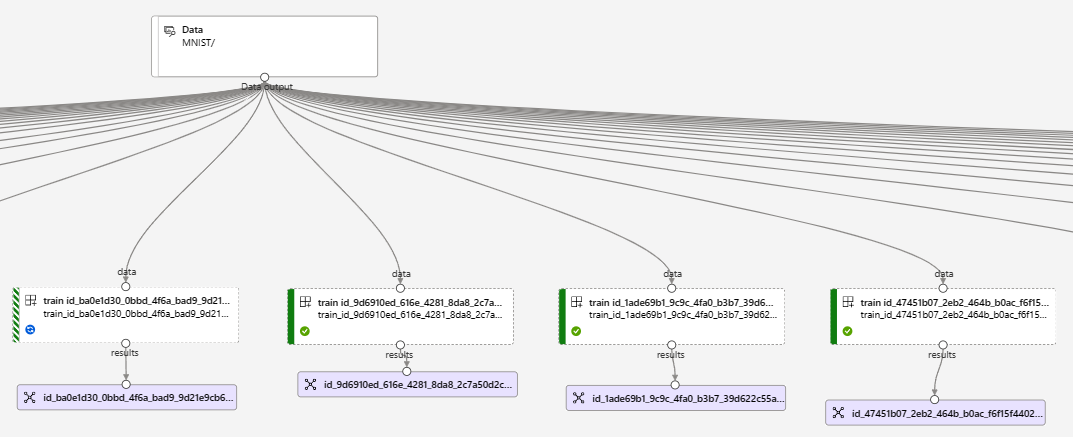 Data
MNIST/
Data output
data
data
data
data
train id_ba0e1d30_0bbd_4f6a_bad9_9d21...
train_id_ba0e1d30_0bbd_4f6a_bad9_9d21...
train id_9d6910ed_616e_4281_8da8_2c7a...
train_id_9d6910ed_616e_4281_8da8_2c7a...
train id_1ade69b1_9c9c_4fa0_b3b7_39d6...
train_id_1ade69b1_9c9c_4fa0_b3b7_39d62...
train id_47451b07_2eb2_464b_b0ac_f6f15...
train_id_47451b07_2eb2_464b_b0ac_f6f15...
results
results
results
results
id_ba0e1d30_0bbd_4f6a_bad9_9d21e9cb6...
id_9d6910ed_616e_4281_8da8_2c7a50d2c...
id_1ade69b1_9c9c_4fa0_b3b7_39d622c55a...
id_47451b07_2eb2_464b_b0ac_f6f15f4402...